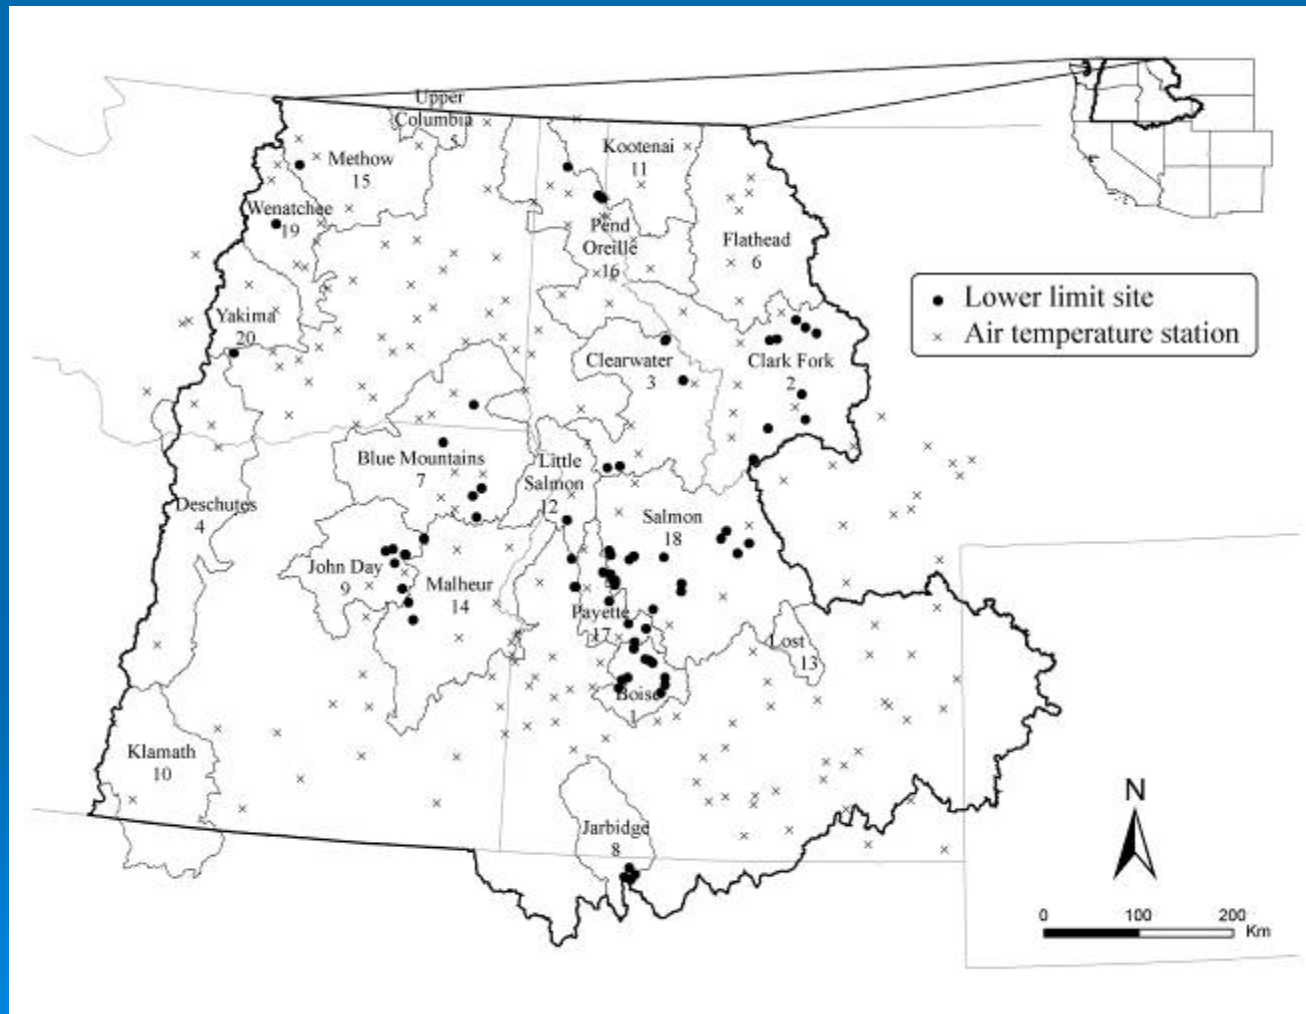 Upper
Columbia
5
Methow
15
Kootenai
11
Wenatchee
19
Pend
Oreille
16
Flathead
6
Yakima
20
Lower limit site
Air temperature station
Clearwater
3
Clark Fork
2
Blue Mountains
7
Little
Salmon
12
Deschutes
4
Salmon
18
John Day
9
Malheur
14
Payette
17
Lost
13
Boise
1
Klamath
10
Jarbidge
8
N
0 100 200
Km